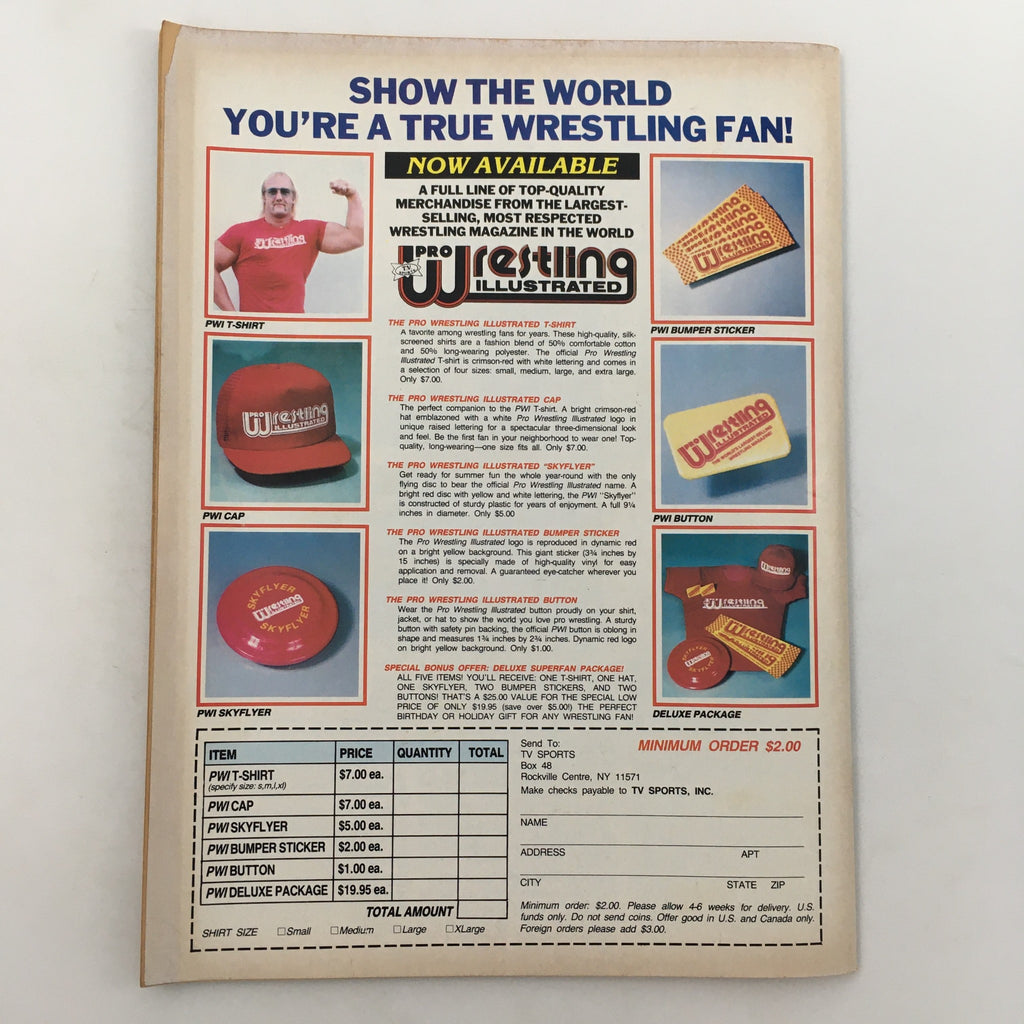 SHOW THE WORLD
YOU'RE A TRUE WRESTLING FAN!
NOW AVAILABLE
A FULL LINE OF TOP-QUALITY
MERCHANDISE FROM THE LARGEST-
SELLING, MOST RESPECTED
WRESTLING MAGAZINE IN THE WORLD
PRO
Wrestling
ILLUSTRATED
PWI T-SHIRT
PWI CAP
PWI SKYFLYER
THE PRO WRESTLING ILLUSTRATED T-SHIRT
A favorite among wrestling fans for years. These high-quality, silk-
screened shirts are a fashion blend of 50% comfortable cotton
and 50% long-wearing polyester. The official Pro Wrestling
Illustrated T-shirt is crimson-red with white lettering and comes in
a selection of four sizes: small, medium, large, and extra large.
Only $7.00.
THE PRO WRESTLING ILLUSTRATED CAP
The perfect companion to the PWI T-shirt. A bright crimson-red
hat emblazoned with a white Pro Wrestling Illustrated logo in
unique raised lettering for a spectacular three-dimensional look
and feel. Be the first fan in your neighborhood to wear one! Top-
quality, long-wearing—one size fits all. Only $7.00.
THE PRO WRESTLING ILLUSTRATED "SKYFLYER"
Get ready for summer fun the whole year-round with the only
flying disc to bear the official Pro Wrestling Illustrated name. A
bright red disc with yellow and white lettering, the PWI "Skyflyer"
is constructed of sturdy plastic for years of enjoyment. A full 9¼
inches in diameter. Only $5.00
THE PRO WRESTLING ILLUSTRATED BUMPER STICKER
The Pro Wrestling Illustrated logo is reproduced in dynamic red
on a bright yellow background. This giant sticker (3¾ inches by
15 inches) is specially made of high-quality vinyl for easy
application and removal. A guaranteed eye-catcher wherever you
place it! Only $2.00.
THE PRO WRESTLING ILLUSTRATED BUTTON
Wear the Pro Wrestling Illustrated button proudly on your shirt,
jacket, or hat to show the world you love pro wrestling. A sturdy
button with safety pin backing, the official PWI button is oblong in
shape and measures 1¾ inches by 2¾ inches. Dynamic red logo
on bright yellow background. Only $1.00.
SPECIAL BONUS OFFER: DELUXE SUPERFAN PACKAGE!
ALL FIVE ITEMS! YOU'LL RECEIVE: ONE T-SHIRT, ONE HAT,
ONE SKYFLYER, TWO BUMPER STICKERS, AND TWO
BUTTONS! THAT'S A $25.00 VALUE FOR THE SPECIAL LOW
PRICE OF ONLY $19.95 (save over $5.00!) THE PERFECT
BIRTHDAY OR HOLIDAY GIFT FOR ANY WRESTLING FAN!
Wrestling
Wrestling
ILLUSTRATED
SKYFLYER
Wrestling
SKYFLYER
Wrestling
ILLUSTRATED
PWI BUMPER STICKER
Wrestling
ILLUSTRATED
PWI BUTTON
Wrestling
Wrestling
DELUXE PACKAGE
ITEM PRICE QUANTITY TOTAL
PWI T-SHIRT $7.00 ea.
(specify size: s,m,l,xl)
PWI CAP $7.00 ea.
PWI SKYFLYER $5.00 ea.
PWI BUMPER STICKER $2.00 ea.
PWI BUTTON $1.00 ea.
PWI DELUXE PACKAGE $19.95 ea.
TOTAL AMOUNT
SHIRT SIZE Small Medium Large XLarge
Send To:
TV SPORTS
Box 48
Rockville Centre, NY 11571
Make checks payable to TV SPORTS, INC.
MINIMUM ORDER $2.00
NAME
ADDRESS APT
CITY STATE ZIP
Minimum order: $2.00. Please allow 4-6 weeks for delivery. U.S.
funds only. Do not send coins. Offer good in U.S. and Canada only.
Foreign orders please add $3.00.